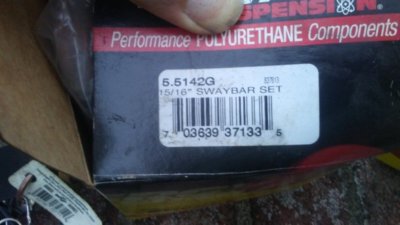 SUSPENSION
Performance POLYURETHANE Components
5.5142G
15/16" SWAYBAR SET
7 03639 37133 5